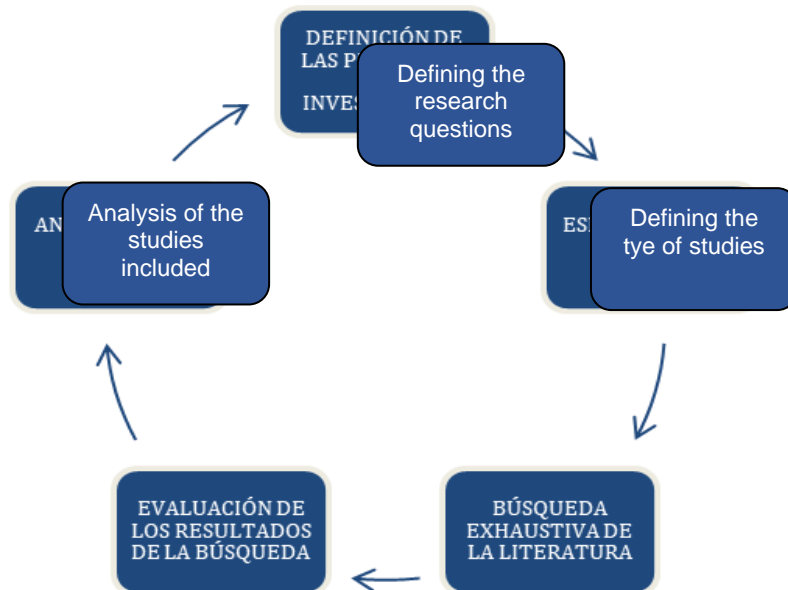 DEFINICIÓN DE
LAS P
INVES
Defining the
research
questions
ES
Defining the
tye of studies
BÚSQUEDA
EXHAUSTIVA DE
LA LITERATURA
EVALUACIÓN DE
LOS RESULTADOS
DE LA BÚSQUEDA
AN
Analysis of the
studies
included